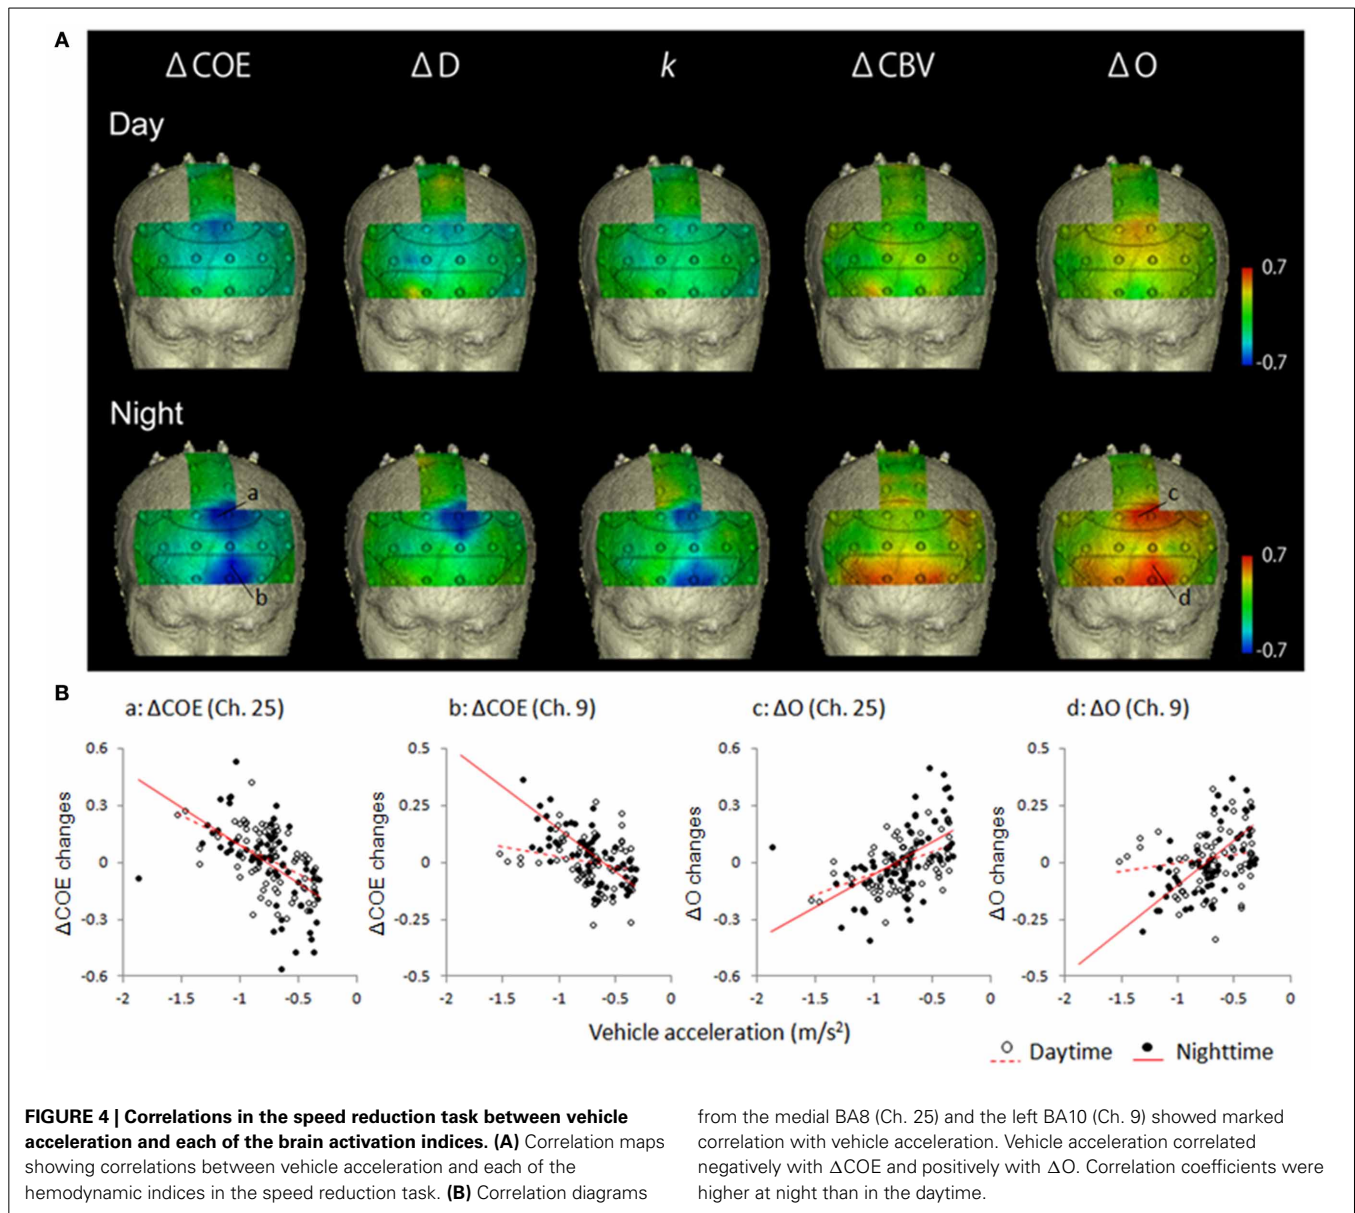 A
Δ COE Δ D k Δ CBV Δ O
Day
0.7
-0.7
Night
a
b
c
d
0.7
-0.7
B
a: ΔCOE (Ch. 25) b: ΔCOE (Ch. 9) c: ΔO (Ch. 25) d: ΔO (Ch. 9)
ΔCOE changes
0.6
0.3
0
-0.3
-0.6
-2 -1.5 -1 -0.5 0
ΔCOE changes
0.5
0.25
0
-0.25
-0.5
-2 -1.5 -1 -0.5 0
ΔO changes
0.6
0.3
0
-0.3
-0.6
-2 -1.5 -1 -0.5 0
ΔO changes
0.5
0.25
0
-0.25
-0.5
-2 -1.5 -1 -0.5 0
Vehicle acceleration (m/s²)
Daytime Nighttime
FIGURE 4 | Correlations in the speed reduction task between vehicle
acceleration and each of the brain activation indices. (A) Correlation maps
showing correlations between vehicle acceleration and each of the
hemodynamic indices in the speed reduction task. (B) Correlation diagrams
from the medial BA8 (Ch. 25) and the left BA10 (Ch. 9) showed marked
correlation with vehicle acceleration. Vehicle acceleration correlated
negatively with ΔCOE and positively with ΔO. Correlation coefficients were
higher at night than in the daytime.